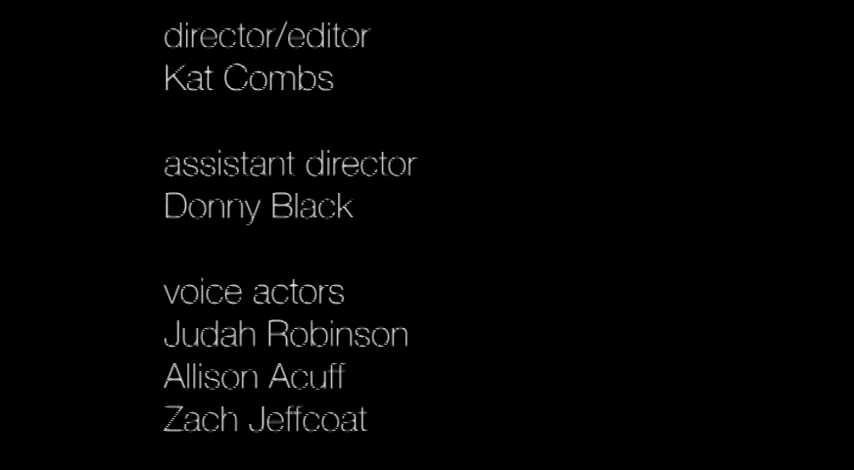 director/editor
Kat Combs
assistant director
Donny Black
voice actors
Judah Robinson
Allison Acuff
Zach Jeffcoat